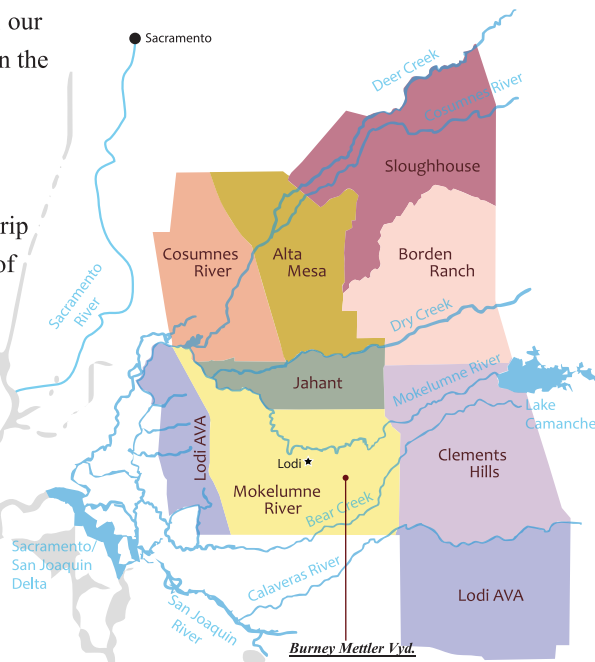 our
n the
rip
of
Sacramento
Deer Creek
Cosumnes River
Sloughhouse
Cosumnes
River
Alta
Mesa
Borden
Ranch
Sacramento
River
Dry Creek
Jahant
Mokelumne River
Lake
Camanche
Lodi AVA
Lodi
Clements
Hills
Mokelumne
River
Bear Creek
Sacramento/
San Joaquin
Delta
Calaveras River
San Joaquin
River
Lodi AVA
Burney Mettler Vyd.